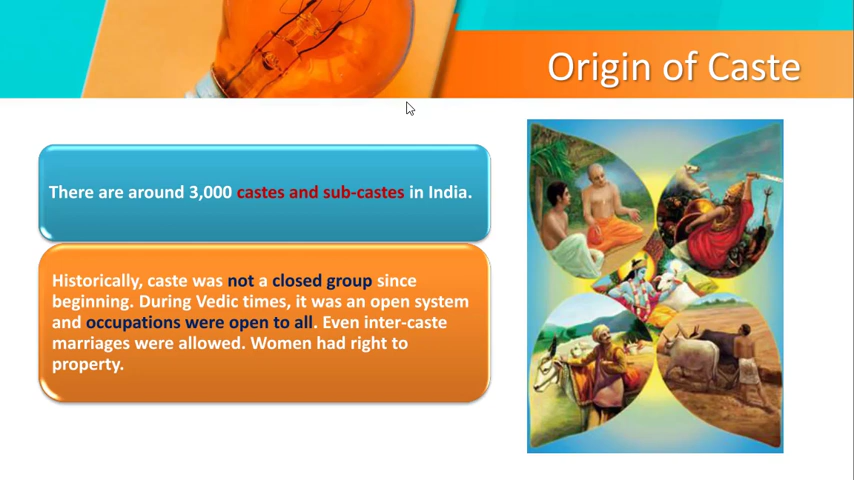 Origin of Caste
There are around 3,000 castes and sub-castes in India.
Historically, caste was not a closed group since
beginning. During Vedic times, it was an open system
and occupations were open to all. Even inter-caste
marriages were allowed. Women had right to
property.